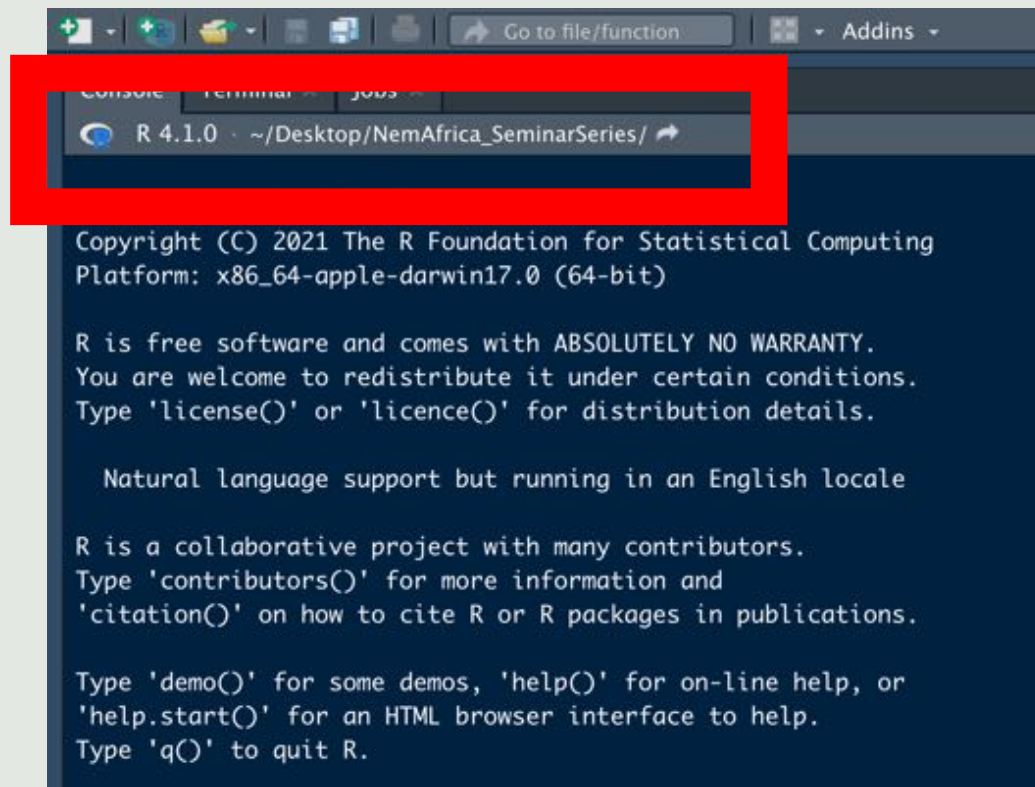 Go to file/function
Addins
Console Terminal Jobs
R 4.1.0 · ~/Desktop/NemAfrica_SeminarSeries/
Copyright (C) 2021 The R Foundation for Statistical Computing
Platform: x86_64-apple-darwin17.0 (64-bit)
R is free software and comes with ABSOLUTELY NO WARRANTY.
You are welcome to redistribute it under certain conditions.
Type 'license()' or 'licence()' for distribution details.
Natural language support but running in an English locale
R is a collaborative project with many contributors.
Type 'contributors()' for more information and
'citation()' on how to cite R or R packages in publications.
Type 'demo()' for some demos, 'help()' for on-line help, or
'help.start()' for an HTML browser interface to help.
Type 'q()' to quit R.